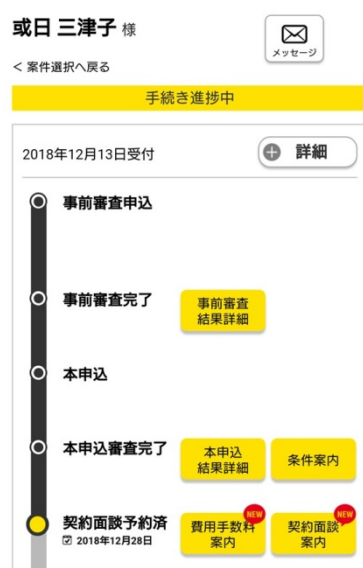 或日 三津子 様
メッセージ
< 案件選択へ戻る
手続き進捗中
2018年12月13日受付
詳細
事前審査申込
事前審査完了
事前審査
結果詳細
本申込
本申込審査完了
本申込
結果詳細
条件案内
契約面談予約済
2018年12月28日
NEW
費用手数料
案内
NEW
契約面談
案内